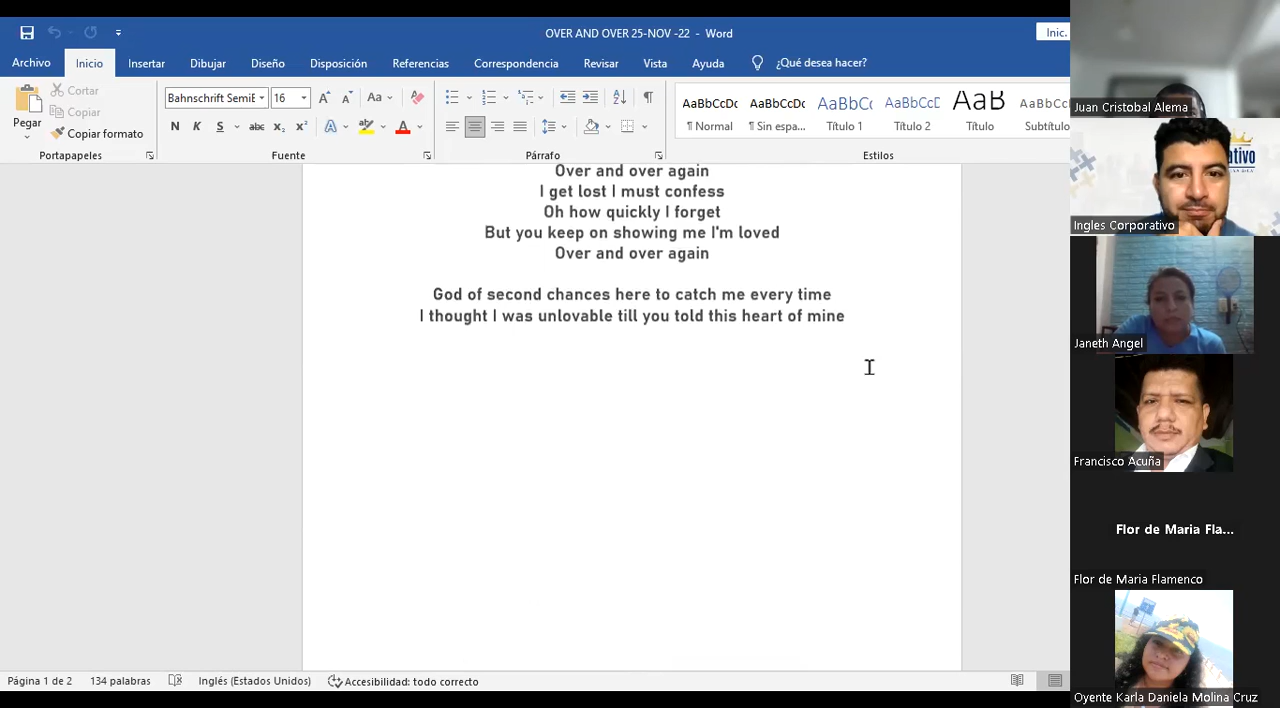 OVER AND OVER 25-NOV -22 - Word
Inic.
Archivo Inicio Insertar Dibujar Diseño Disposición Referencias Correspondencia Revisar Vista Ayuda ¿Qué desea hacer?
Pegar
Cortar
Copiar
Copiar formato
Portapapeles
Bahnschrift SemiE 16
Aa
N K S abc x₂ x² A A
Fuente
Párrafo
AaBbCcDc AaBbCcDc AaBbCc AaBbCcD AaB AaBbCcD
¶ Normal ¶ Sin espa... Título 1 Título 2 Título Subtítulo
Estilos
Over and over again
I get lost I must confess
Oh how quickly I forget
But you keep on showing me I'm loved
Over and over again
God of second chances here to catch me every time
I thought I was unlovable till you told this heart of mine
Página 1 de 2 134 palabras Inglés (Estados Unidos) Accesibilidad: todo correcto
Juan Cristobal Alema
Ingles Corporativo
Janeth Angel
Francisco Acuña
Flor de Maria Fla...
Flor de Maria Flamenco
Oyente Karla Daniela Molina Cruz